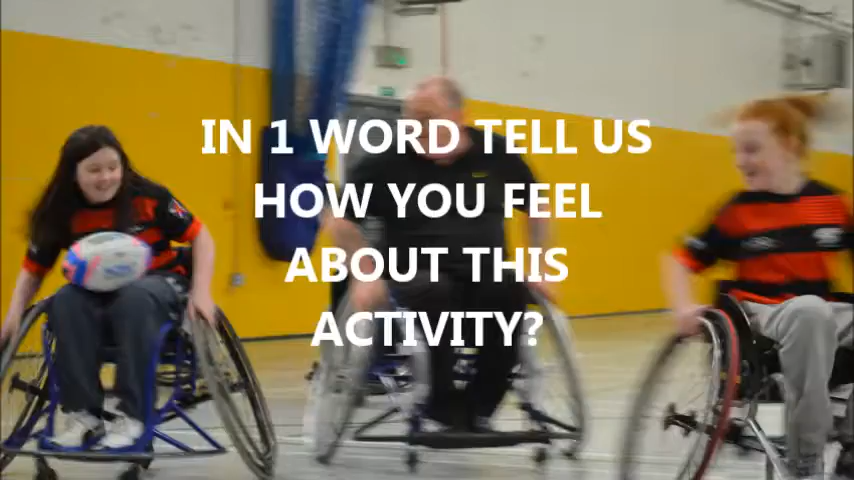 IN 1 WORD TELL US
HOW YOU FEEL
ABOUT THIS
ACTIVITY?